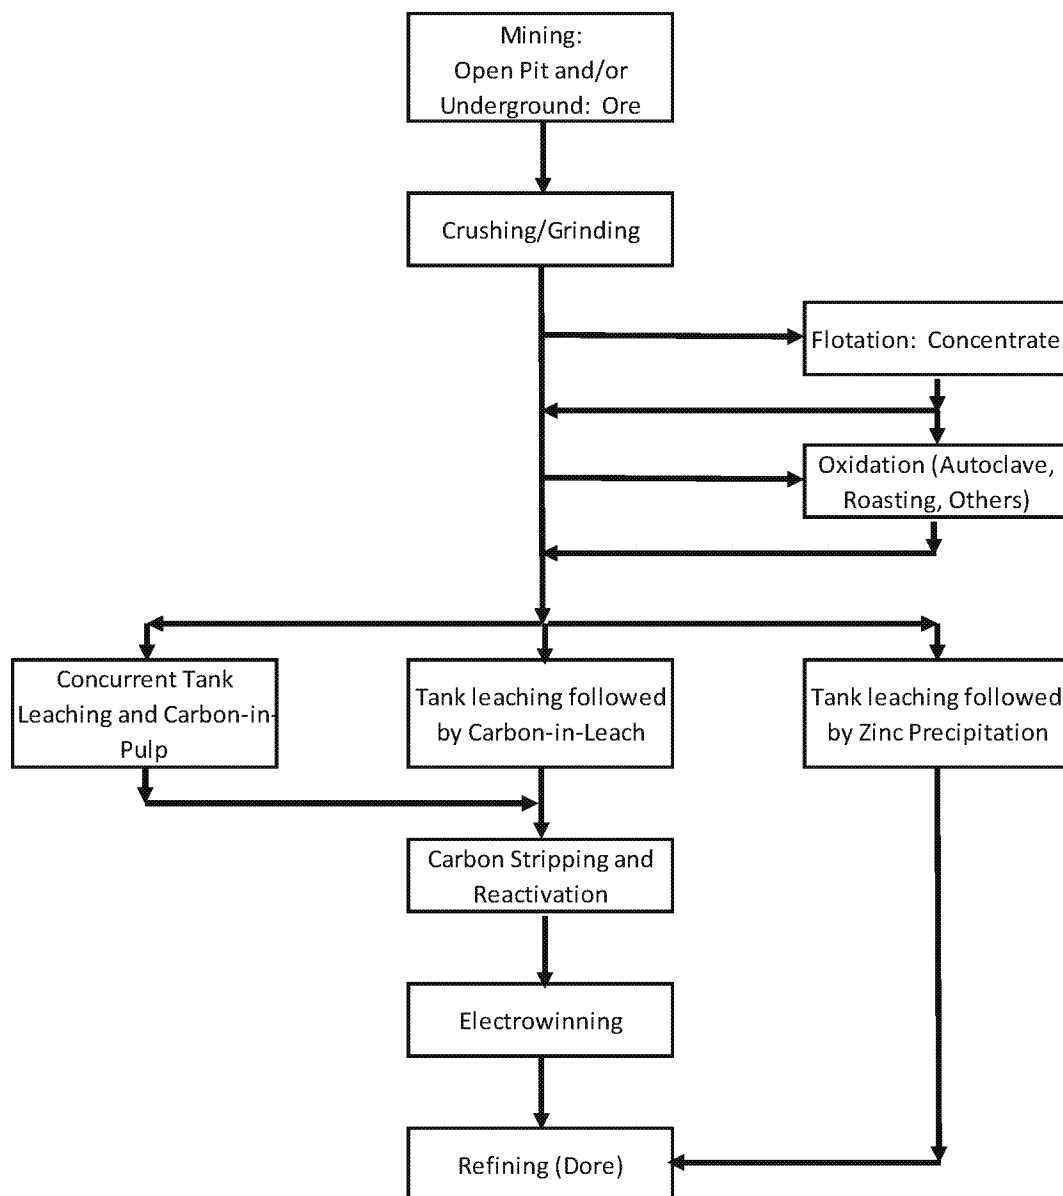 Mining:
Open Pit and/or
Underground:  Ore
Crushing/Grinding
Flotation:  Concentrate
Oxidation (Autoclave,
Roasting, Others)
Concurrent Tank
Leaching and Carbon-in-
Pulp
Tank leaching followed
by Carbon-in-Leach
Tank leaching followed
by Zinc Precipitation
Carbon Stripping and
Reactivation
Electrowinning
Refining (Dore)